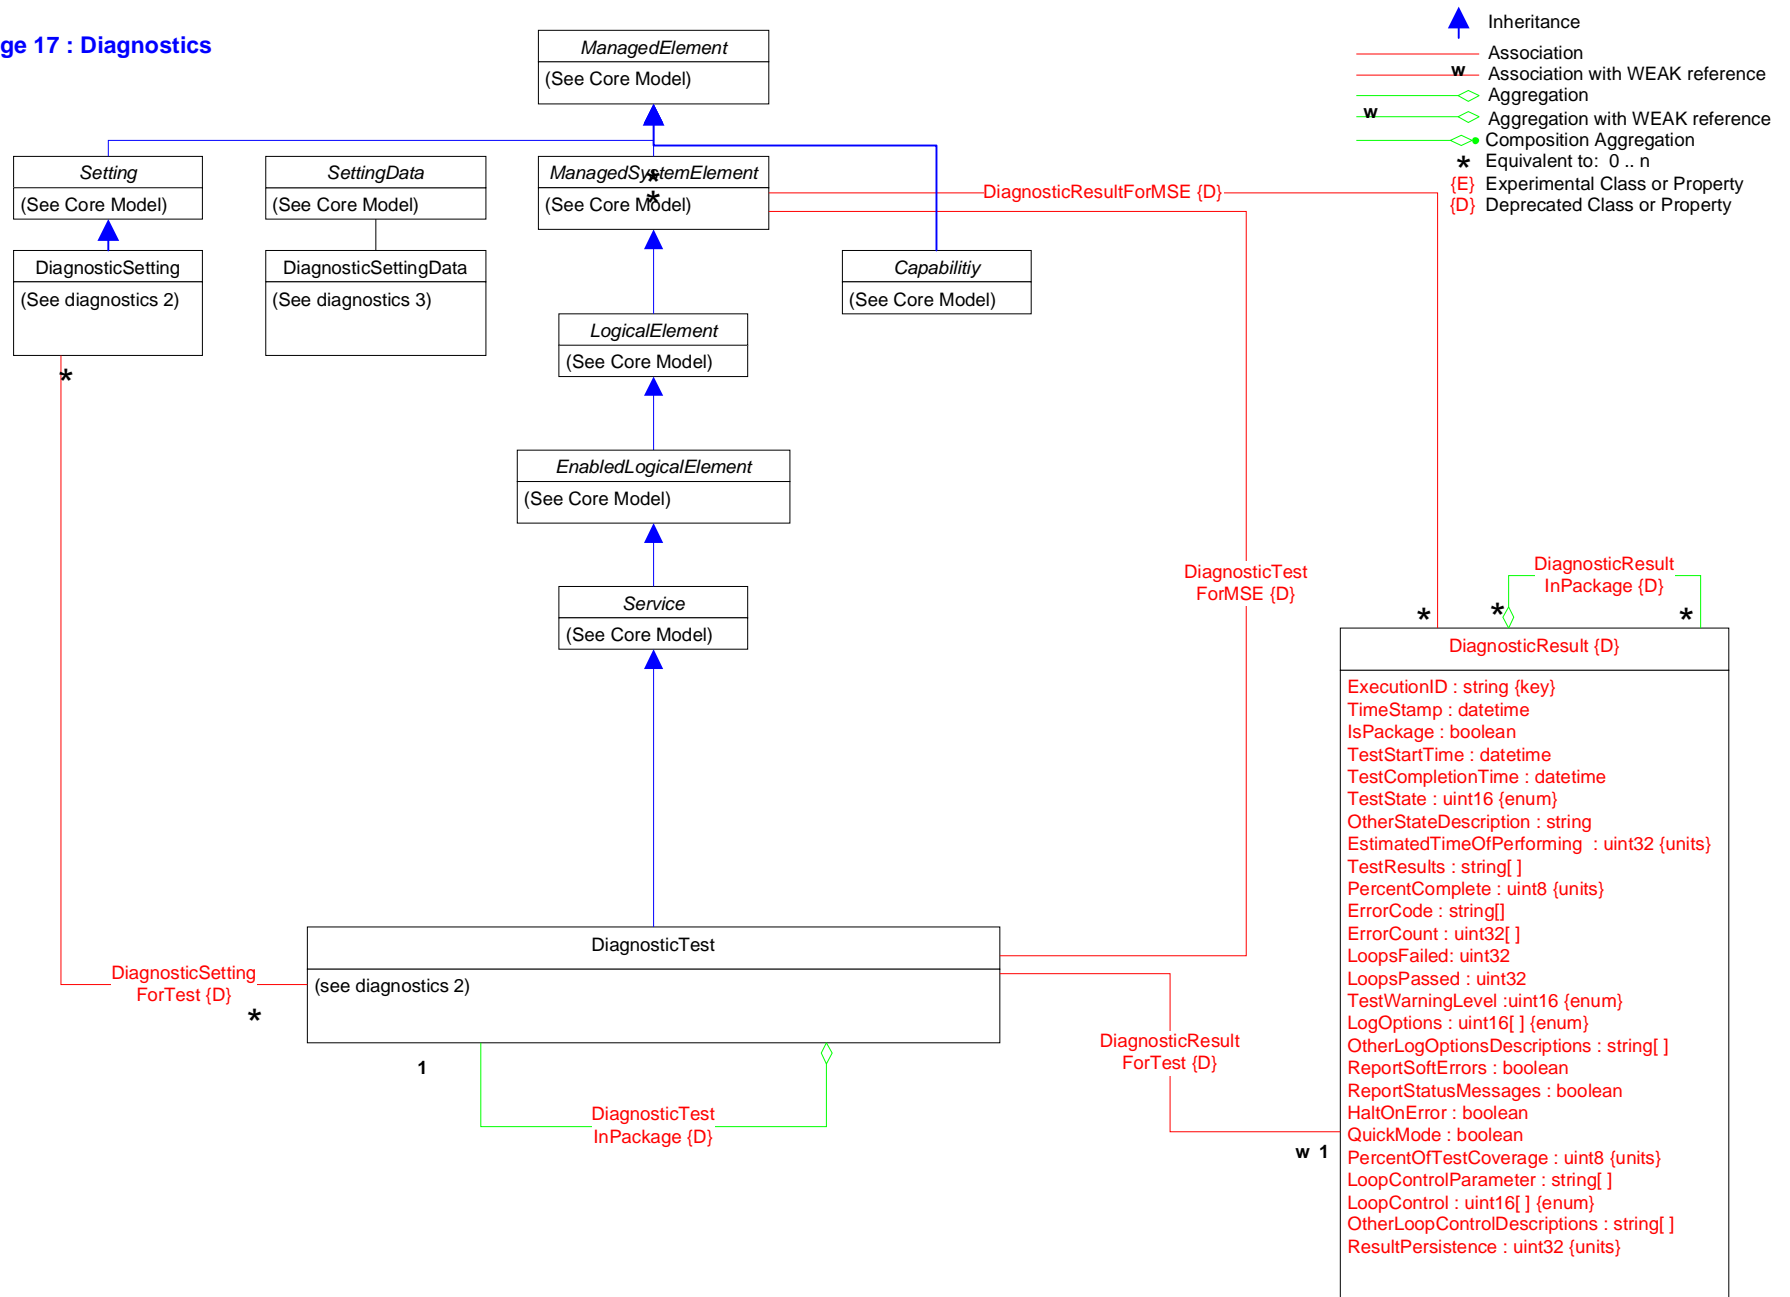 ge 17 : Diagnostics
Inheritance
Association
w
Association with WEAK reference
Aggregation
w
Aggregation with WEAK reference
Composition Aggregation
* Equivalent to: 0 .. n
{E} Experimental Class or Property
{D} Deprecated Class or Property
ManagedElement
(See Core Model)
Setting
(See Core Model)
SettingData
(See Core Model)
ManagedSystemElement
*
(See Core Model)
*
DiagnosticResultForMSE {D}
DiagnosticSetting
(See diagnostics 2)
*
DiagnosticSettingData
(See diagnostics 3)
Capabilitiy
(See Core Model)
LogicalElement
(See Core Model)
EnabledLogicalElement
(See Core Model)
Service
(See Core Model)
DiagnosticTest
ForMSE {D}
DiagnosticResult
InPackage {D}
*
*
*
DiagnosticResult {D}
ExecutionID : string {key}
TimeStamp : datetime
IsPackage : boolean
TestStartTime : datetime
TestCompletionTime : datetime
TestState : uint16 {enum}
OtherStateDescription : string
EstimatedTimeOfPerforming : uint32 {units}
TestResults : string[ ]
PercentComplete : uint8 {units}
ErrorCode : string[]
ErrorCount : uint32[ ]
LoopsFailed: uint32
LoopsPassed : uint32
TestWarningLevel :uint16 {enum}
LogOptions : uint16[ ] {enum}
OtherLogOptionsDescriptions : string[ ]
ReportSoftErrors : boolean
ReportStatusMessages : boolean
HaltOnError : boolean
QuickMode : boolean
PercentOfTestCoverage : uint8 {units}
LoopControlParameter : string[ ]
LoopControl : uint16[ ] {enum}
OtherLoopControlDescriptions : string[ ]
ResultPersistence : uint32 {units}
DiagnosticTest
(see diagnostics 2)
DiagnosticSetting
ForTest {D}
*
1
DiagnosticTest
InPackage {D}
DiagnosticResult
ForTest {D}
w 1